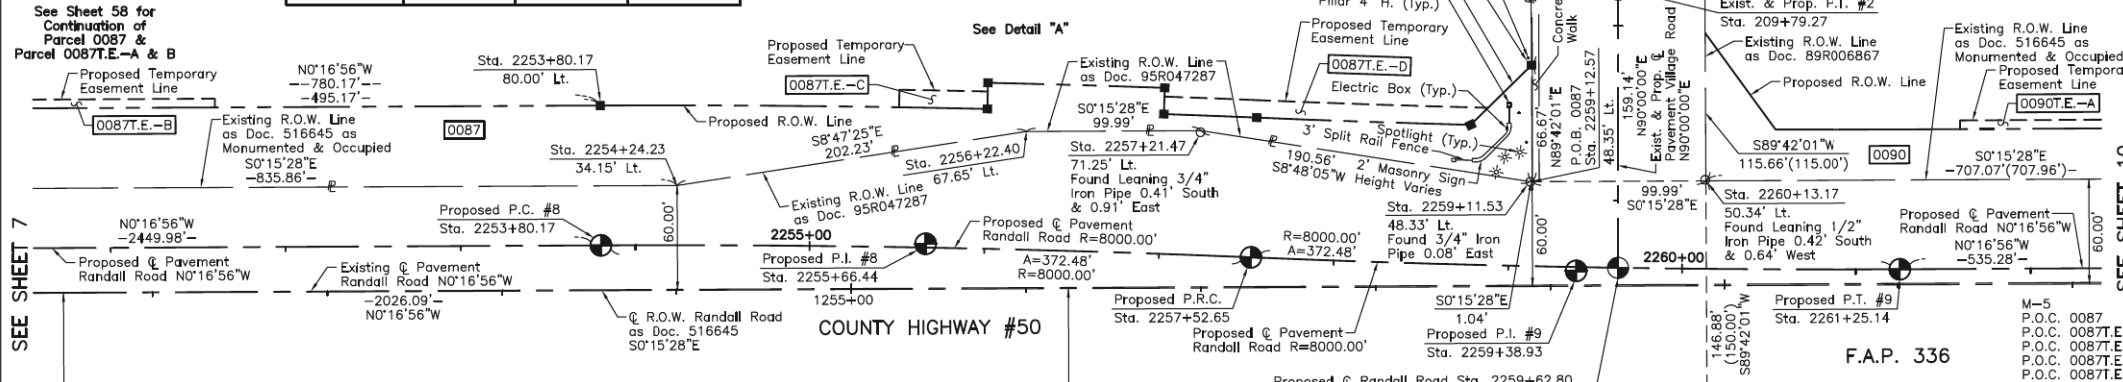 See Sheet 58 for
Continuation of
Parcel 0087 &
Parcel 0087T.E.-A & B
Proposed Temporary
Easement Line
0087T.E.-B
N0°16'56"W
-780.17'-
-495.17'-
Existing R.O.W. Line
as Doc. 516645 as
Monumented & Occupied
S0°15'28"E
-835.86'-
0087
Sta. 2253+80.17
80.00' Lt.
Proposed R.O.W. Line
Sta. 2254+24.23
34.15' Lt.
Proposed Temporary
Easement Line
0087T.E.-C
S8°47'25"E
202.23'
Existing R.O.W. Line
as Doc. 95R047287
Sta. 2256+22.40
67.65' Lt.
See Detail "A"
Existing R.O.W. Line
as Doc. 95R047287
S0°15'28"E
99.99'
Sta. 2257+21.47
71.25' Lt.
Found Leaning 3/4"
Iron Pipe 0.41' South
& 0.91' East
Pillar 4' H. (Typ.)
Proposed Temporary
Easement Line
0087T.E.-D
Electric Box (Typ.)
Spotlight (Typ.)
3' Split Rail
Fence
190.56'
S8°48'05"W
2' Masonry Sign
Height Varies
Sta. 2259+11.53
48.33' Lt.
Found 3/4" Iron
Pipe 0.08' East
Walk
666.67'
N89°42'01"E
P.O.B. 0087
Sta. 2259+12.57
48.35' Lt.
159.14'
N90°00'00"E
Exist. & Prop. ℄
Pavement Village Road
N90°00'00"E
Exist. & Prop. P.T. #2
Sta. 209+79.27
Existing R.O.W. Line
as Doc. 89R006867
Proposed R.O.W. Line
Existing R.O.W. Line
as Doc. 516645 as
Monumented & Occupied
0090T.E.-A
S89°42'01"W
115.66'(115.00')
0090
S0°15'28"E
-707.07'(707.96')-
99.99'
S0°15'28"E
Sta. 2260+13.17
50.34' Lt.
Found Leaning 1/2"
Iron Pipe 0.42' South
& 0.64' West
Proposed ℄ Pavement
Randall Road N0°16'56"W
N0°16'56"W
-535.28'-
60.00'
SEE SHEET 7
N0°16'56"W
-2449.98'-
Proposed ℄ Pavement
Randall Road N0°16'56"W
Existing ℄ Pavement
Randall Road N0°16'56"W
-2026.09'-
N0°16'56"W
Proposed P.C. #8
Sta. 2253+80.17
60.00'
℄ R.O.W. Randall Road
as Doc. 516645
S0°15'28"E
2255+00
Proposed P.I. #8
Sta. 2255+66.44
1255+00
COUNTY HIGHWAY #50
Proposed ℄ Pavement
Randall Road R=8000.00'
A=372.48'
R=8000.00'
Proposed P.R.C.
Sta. 2257+52.65
R=8000.00'
A=372.48'
Proposed ℄ Pavement
Randall Road R=8000.00'
S0°15'28"E
1.04'
60.00'
Proposed P.I. #9
Sta. 2259+38.93
2260+00
146.88'
(150.00')
S89°42'01"W
Proposed P.T. #9
Sta. 2261+25.14
F.A.P. 336
M-5
P.O.C. 0087
P.O.C. 0087T.E
P.O.C. 0087T.E
P.O.C. 0087T.E
P.O.C. 0087T.E